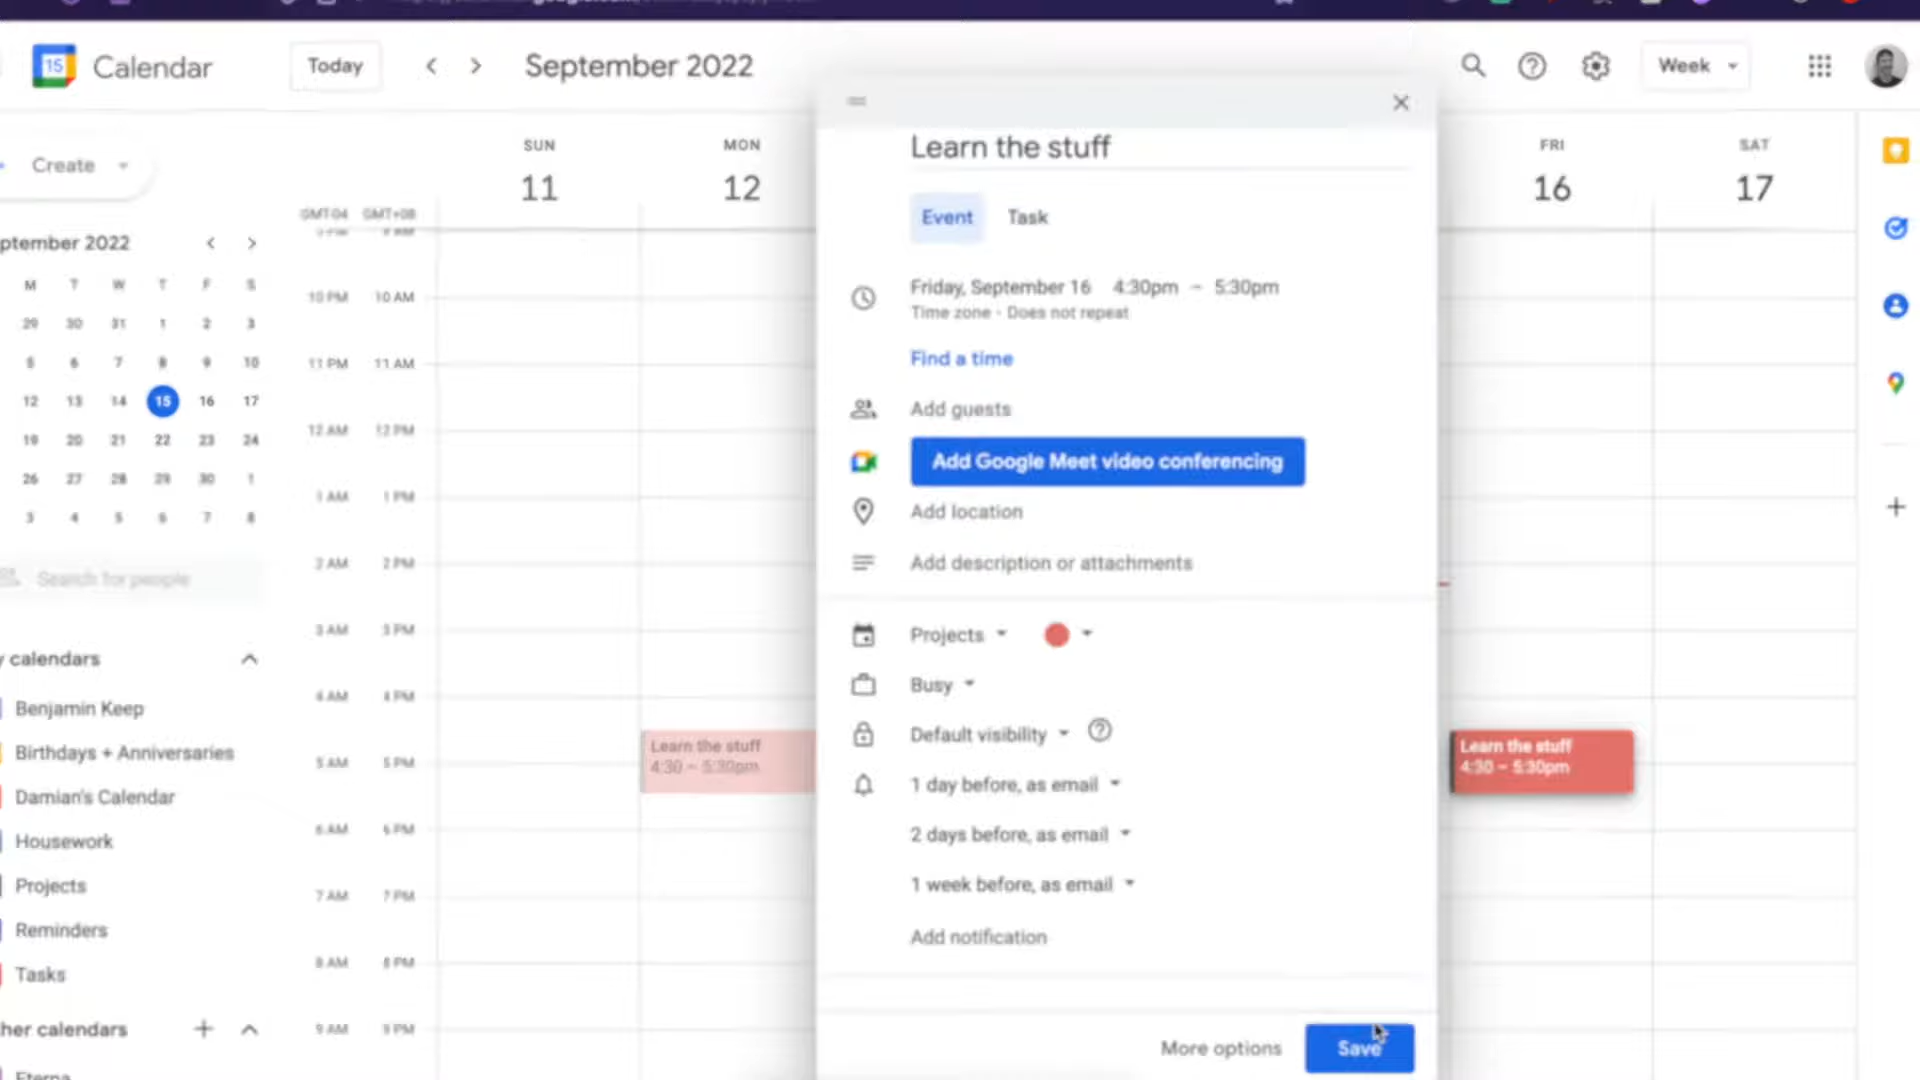 15
Calendar
Today
September 2022
Week
Create
ptember 2022
M T W T F S
29 30 31 1 2 3
5 6 7 8 9 10
12 13 14 15 16 17
19 20 21 22 23 24
26 27 28 29 30 1
3 4 5 6 7 8
Search for people
y calendars
Benjamin Keep
Birthdays + Anniversaries
Damian's Calendar
Housework
Projects
Reminders
Tasks
her calendars
Eterna
SUN
11
MON
12
FRI
16
SAT
17
GMT-04 GMT+08
10 PM 10 AM
11 PM 11 AM
12 AM 12 PM
1 AM 1 PM
2 AM 2 PM
3 AM 3 PM
4 AM 4 PM
5 AM 5 PM
6 AM 6 PM
7 AM 7 PM
8 AM 8 PM
9 AM 9 PM
Learn the stuff
4:30 – 5:30pm
Learn the stuff
Event Task
Friday, September 16 4:30pm – 5:30pm
Time zone · Does not repeat
Find a time
Add guests
Add Google Meet video conferencing
Add location
Add description or attachments
Projects
Busy
Default visibility
1 day before, as email
2 days before, as email
1 week before, as email
Add notification
More options
Save
Learn the stuff
4:30 – 5:30pm